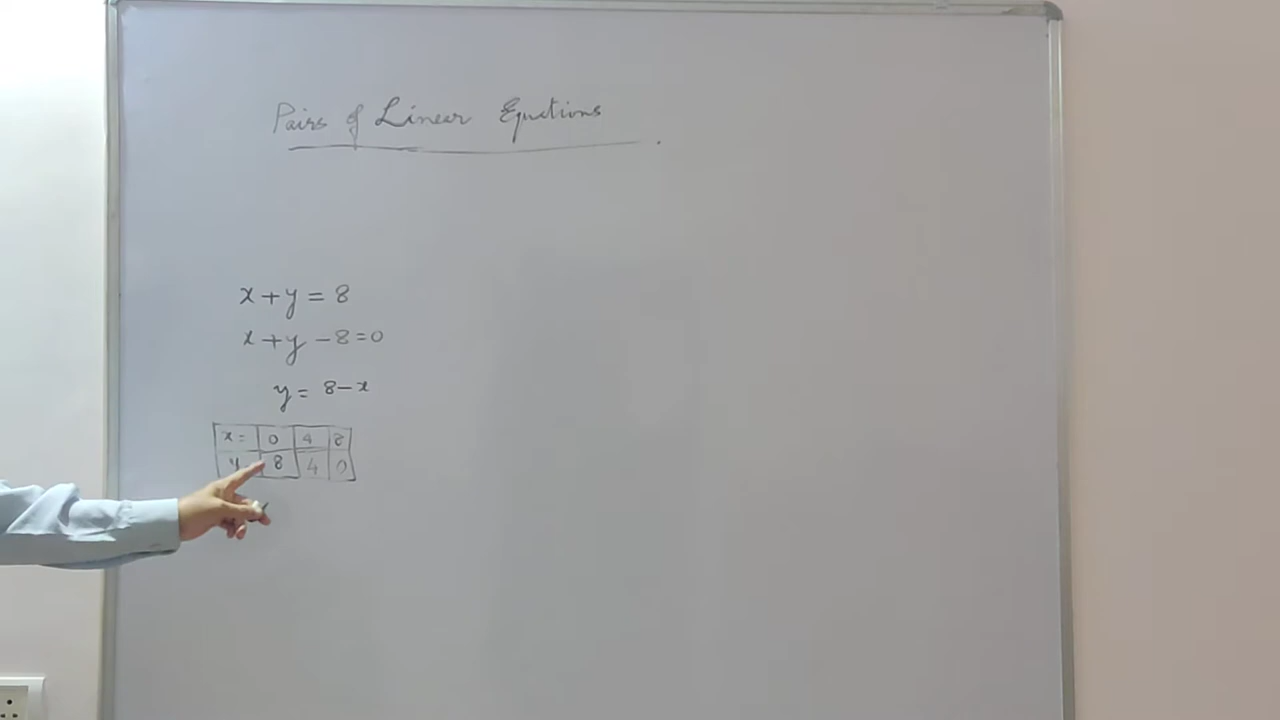 Pairs of Linear Equations
x + y = 8
x + y - 8 = 0
y = 8 - x
x = 0 4 8
y 8 4 0